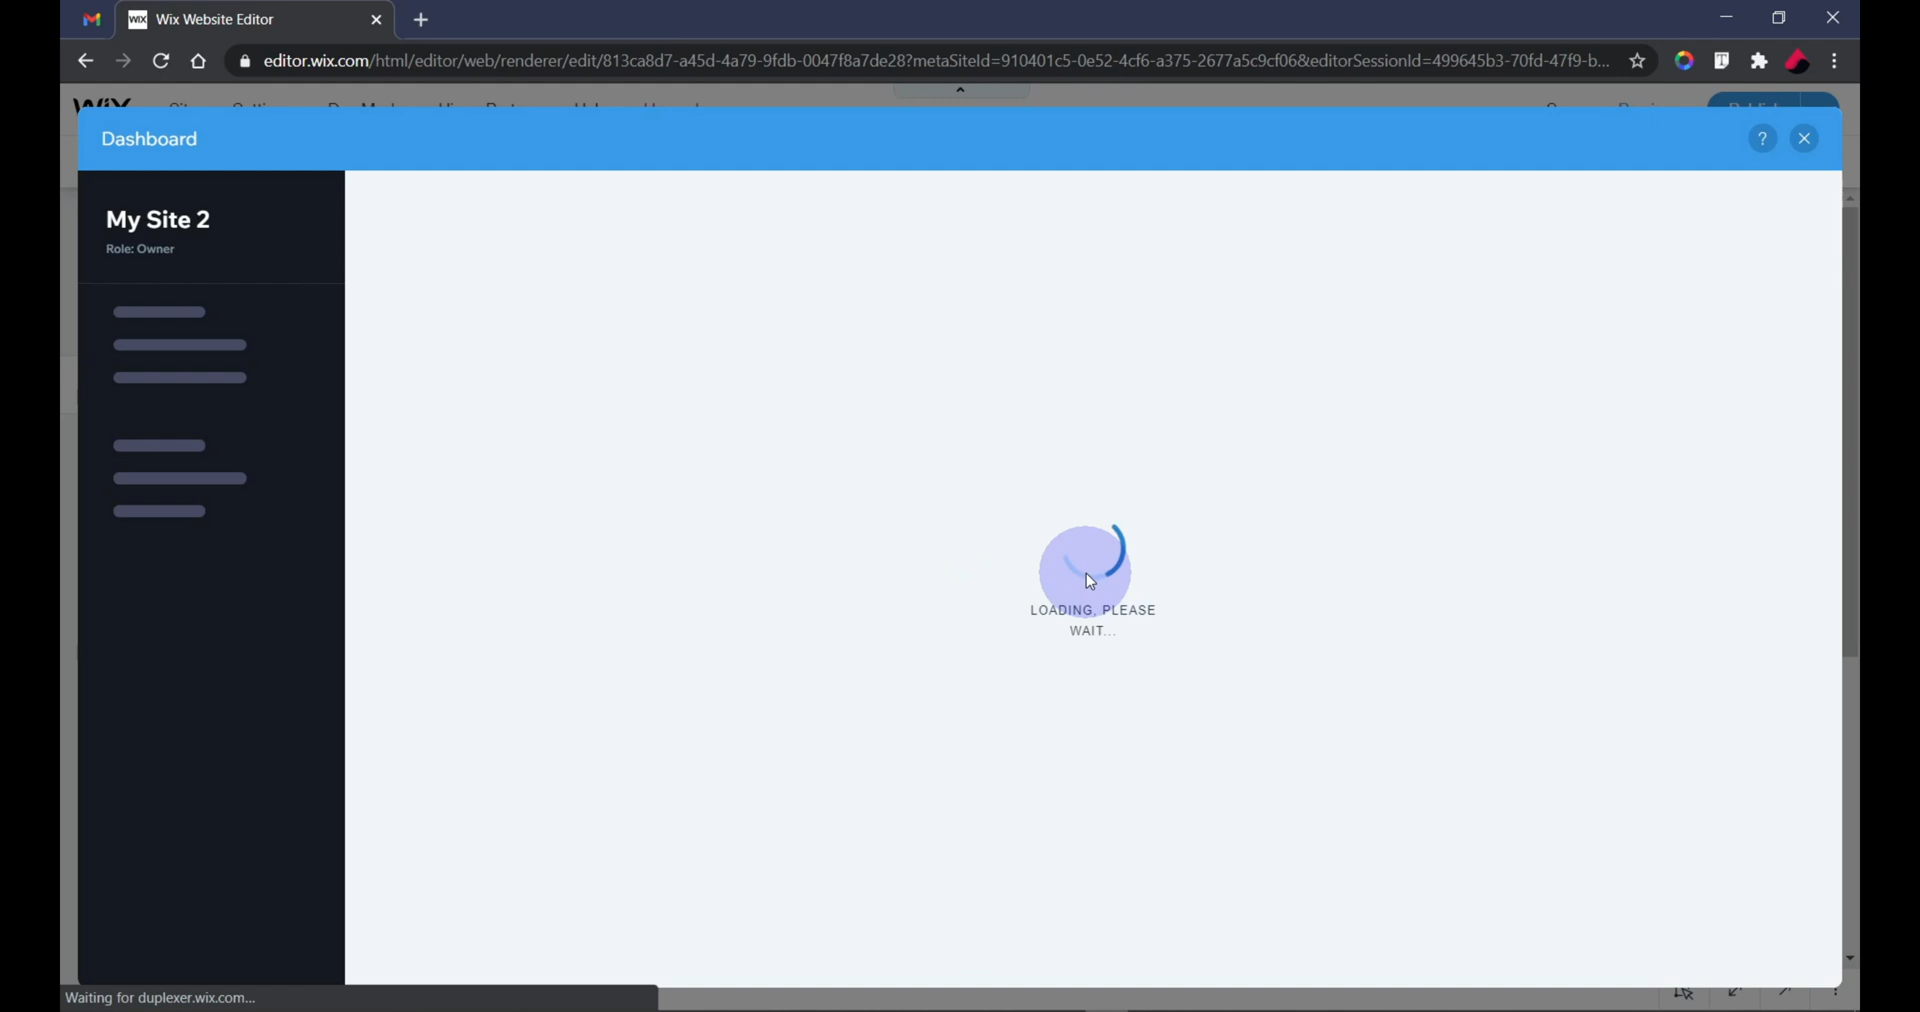 WIX Wix Website Editor
editor.wix.com/html/editor/web/renderer/edit/813ca8d7-a45d-4a79-9fdb-0047f8a7de28?metaSiteId=910401c5-0e52-4cf6-a375-2677a5c9cf06&editorSessionId=499645b3-70fd-47f9-b...
Dashboard
?
My Site 2
Role: Owner
LOADING, PLEASE
WAIT...
Waiting for duplexer.wix.com...